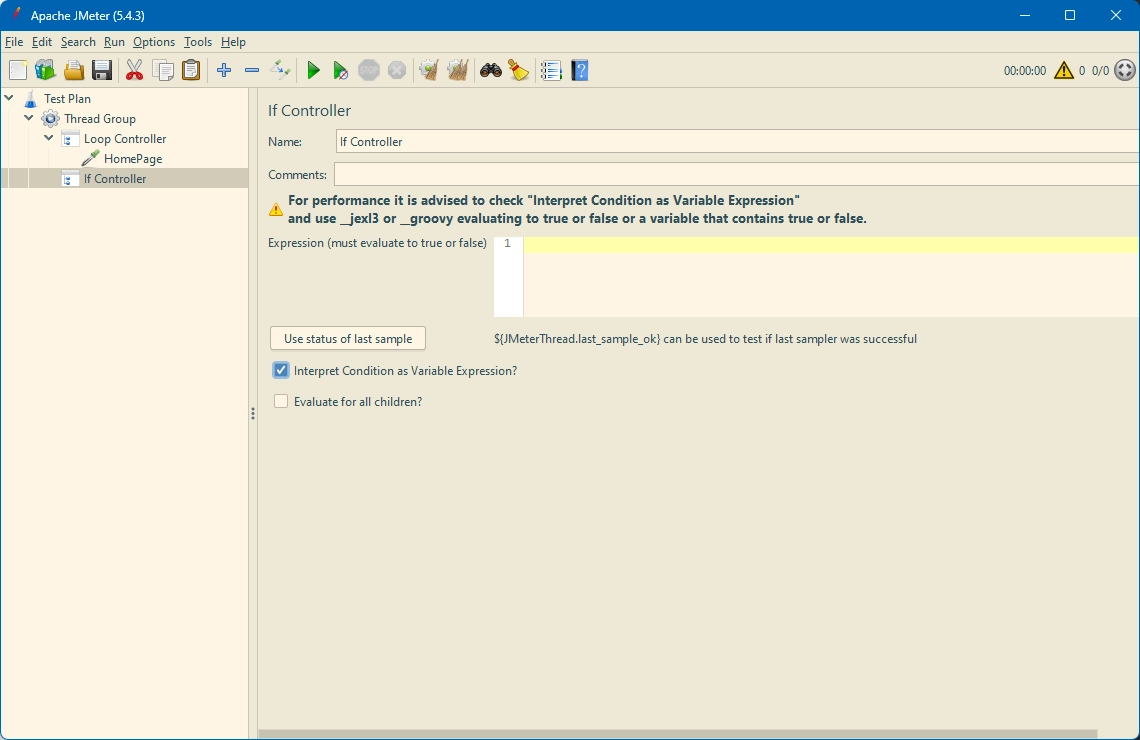 Apache JMeter (5.4.3)
File Edit Search Run Options Tools Help
STOP
00:00:00 0 0/0
Test Plan
Thread Group
Loop Controller
HomePage
If Controller
If Controller
Name: If Controller
Comments:
For performance it is advised to check "Interpret Condition as Variable Expression"
and use __jexl3 or __groovy evaluating to true or false or a variable that contains true or false.
Expression (must evaluate to true or false) 1
Use status of last sample ${JMeterThread.last_sample_ok} can be used to test if last sampler was successful
Interpret Condition as Variable Expression?
Evaluate for all children?